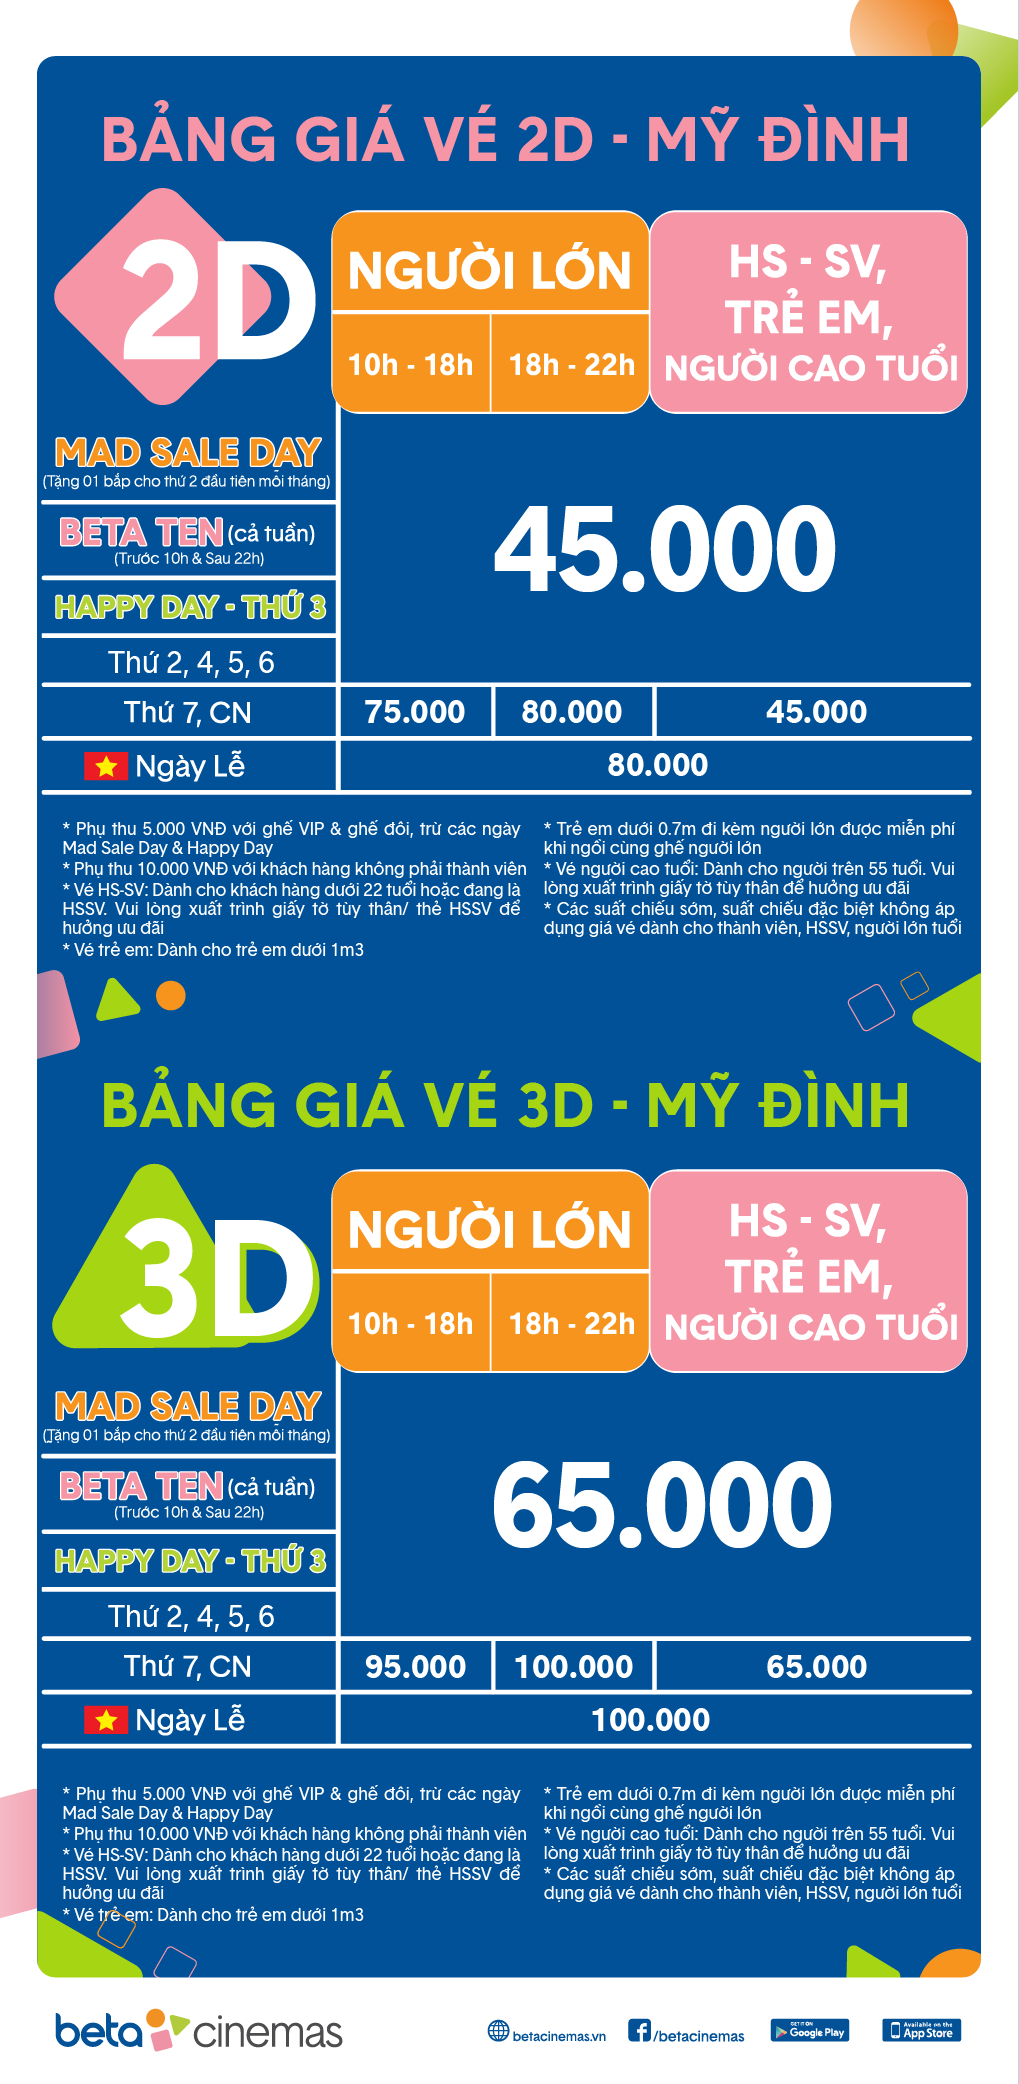 BẢNG GIÁ VÉ 2D - MỸ ĐÌNH
2D
NGƯỜI LỚN
10h - 18h
18h - 22h
HS - SV,
TRẺ EM,
NGƯỜI CAO TUỔI
MAD SALE DAY
(Tặng 01 bắp cho thứ 2 đầu tiên mỗi tháng)
BETA TEN (cả tuần)
(Trước 10h & Sau 22h)
HAPPY DAY - THỨ 3
Thứ 2, 4, 5, 6
45.000
Thứ 7, CN
75.000
80.000
45.000
Ngày Lễ
80.000
* Phụ thu 5.000 VNĐ với ghế VIP & ghế đôi, trừ các ngày
Mad Sale Day & Happy Day
* Phụ thu 10.000 VNĐ với khách hàng không phải thành viên
* Vé HS-SV: Dành cho khách hàng dưới 22 tuổi hoặc đang là
HSSV. Vui lòng xuất trình giấy tờ tùy thân/ thẻ HSSV để
hưởng ưu đãi
* Vé trẻ em: Dành cho trẻ em dưới 1m3
* Trẻ em dưới 0.7m đi kèm người lớn được miễn phí
khi ngồi cùng ghế người lớn
* Vé người cao tuổi: Dành cho người trên 55 tuổi. Vui
lòng xuất trình giấy tờ tùy thân để hưởng ưu đãi
* Các suất chiếu sớm, suất chiếu đặc biệt không áp
dụng giá vé dành cho thành viên, HSSV, người lớn tuổi
BẢNG GIÁ VÉ 3D - MỸ ĐÌNH
3D
NGƯỜI LỚN
10h - 18h
18h - 22h
HS - SV,
TRẺ EM,
NGƯỜI CAO TUỔI
MAD SALE DAY
(Tặng 01 bắp cho thứ 2 đầu tiên mỗi tháng)
BETA TEN (cả tuần)
(Trước 10h & Sau 22h)
HAPPY DAY - THỨ 3
Thứ 2, 4, 5, 6
65.000
Thứ 7, CN
95.000
100.000
65.000
Ngày Lễ
100.000
* Phụ thu 5.000 VNĐ với ghế VIP & ghế đôi, trừ các ngày
Mad Sale Day & Happy Day
* Phụ thu 10.000 VNĐ với khách hàng không phải thành viên
* Vé HS-SV: Dành cho khách hàng dưới 22 tuổi hoặc đang là
HSSV. Vui lòng xuất trình giấy tờ tùy thân/ thẻ HSSV để
hưởng ưu đãi
* Vé trẻ em: Dành cho trẻ em dưới 1m3
* Trẻ em dưới 0.7m đi kèm người lớn được miễn phí
khi ngồi cùng ghế người lớn
* Vé người cao tuổi: Dành cho người trên 55 tuổi. Vui
lòng xuất trình giấy tờ tùy thân để hưởng ưu đãi
* Các suất chiếu sớm, suất chiếu đặc biệt không áp
dụng giá vé dành cho thành viên, HSSV, người lớn tuổi
beta cinemas
betacinemas.vn
/betacinemas
GET IT ON
Google Play
Available on the
App Store